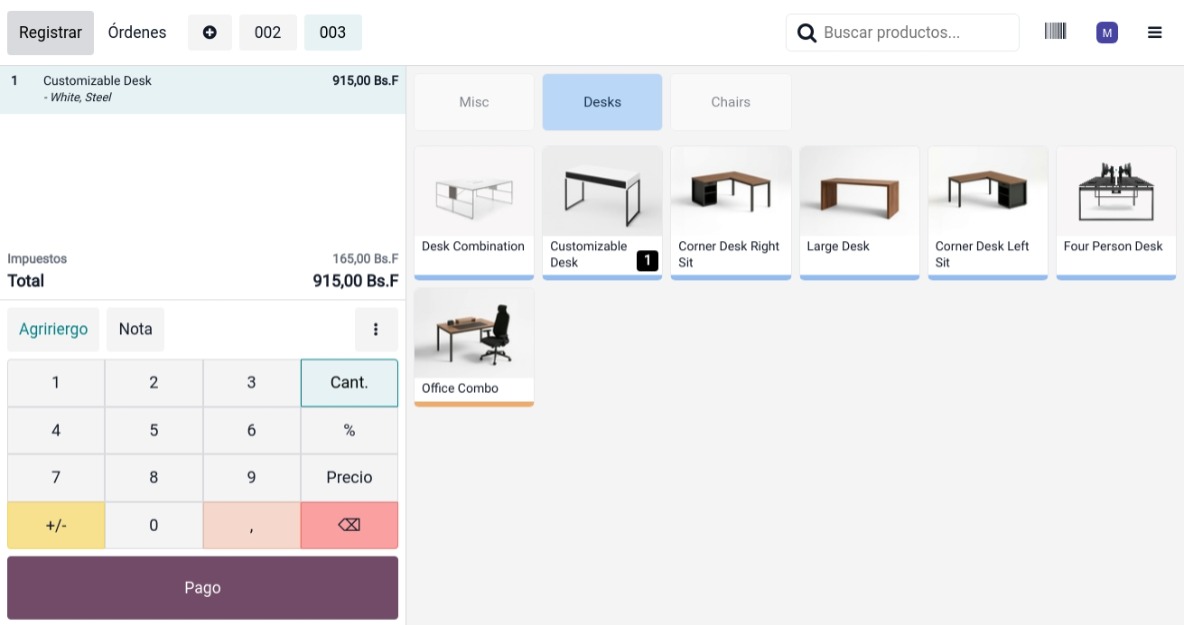 Registrar
Órdenes
002
003
Buscar productos...
M
1 Customizable Desk 915,00 Bs.F
- White, Steel
Impuestos 165,00 Bs.F
Total 915,00 Bs.F
Agririergo
Nota
1 2 3 Cant.
4 5 6 %
7 8 9 Precio
+/- 0 ,
Pago
Misc
Desks
Chairs
Desk Combination
Customizable
Desk
1
Corner Desk Right
Sit
Large Desk
Corner Desk Left
Sit
Four Person Desk
Office Combo